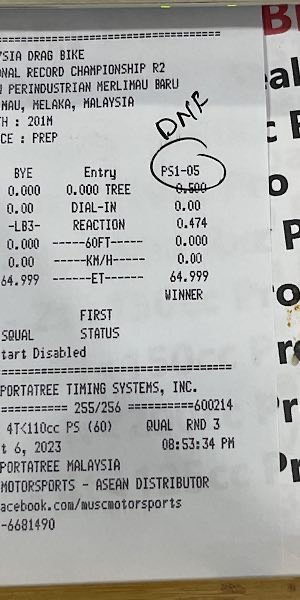 YSIA DRAG BIKE
ONAL RECORD CHAMPIONSHIP R2
PERINDUSTRIAN MERLIMAU BARU
MAU, MELAKA, MALAYSIA
TH : 201M
CE : PREP
DNR
BYE Entry PS1-05
0.000 0.000 TREE 0.500
0.00 DIAL-IN 0.00
-LB3- REACTION 0.474
0.000 ------60FT----- 0.000
0.00 ------KM/H----- 0.00
64.999 ------ET------- 64.999
WINNER
FIRST
SQUAL STATUS
tart Disabled
PORTATREE TIMING SYSTEMS, INC.
========== 255/256 ==========600214
4T<110cc PS (60) QUAL RND 3
t 6, 2023 08:53:34 PM
PORTATREE MALAYSIA
MOTORSPORTS - ASEAN DISTRIBUTOR
acebook.com/muscmotorsports
-6681490